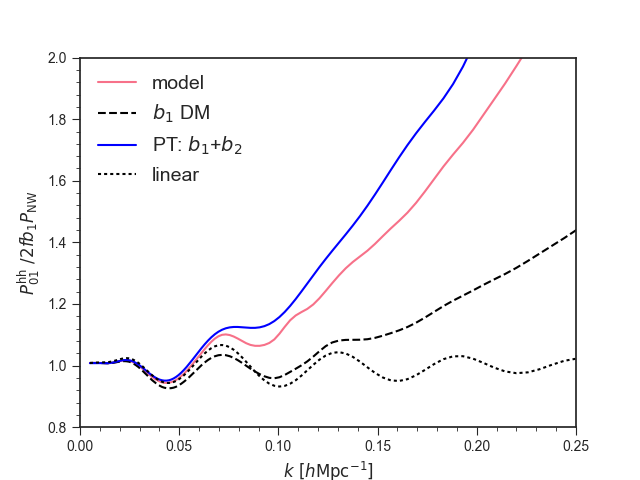 2.0
1.8
1.6
1.4
1.2
1.0
0.8
0.00
0.05
0.10
0.15
0.20
0.25
model
b₁ DM
PT: b₁+b₂
linear
P₀₁ʰʰ /2fb₁P_NW
k [hMpc⁻¹]